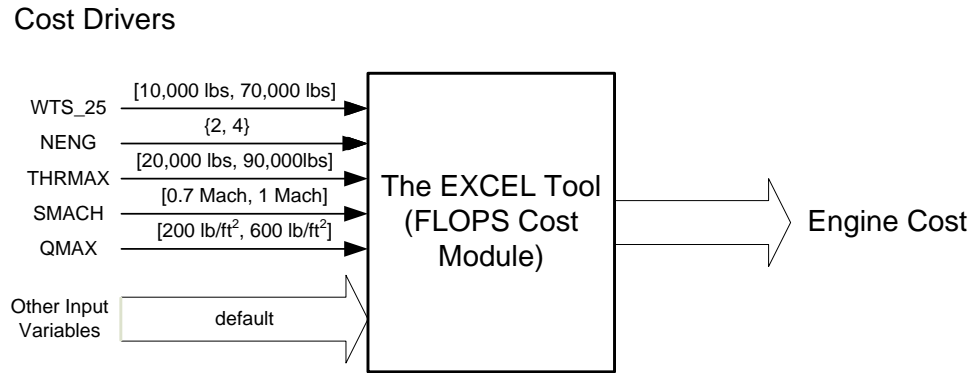 Cost Drivers
WTS_25
[10,000 lbs, 70,000 lbs]
NENG
{2, 4}
THRMAX
[20,000 lbs, 90,000lbs]
SMACH
[0.7 Mach, 1 Mach]
QMAX
[200 lb/ft², 600 lb/ft²]
Other Input
Variables
default
The EXCEL Tool
(FLOPS Cost
Module)
Engine Cost